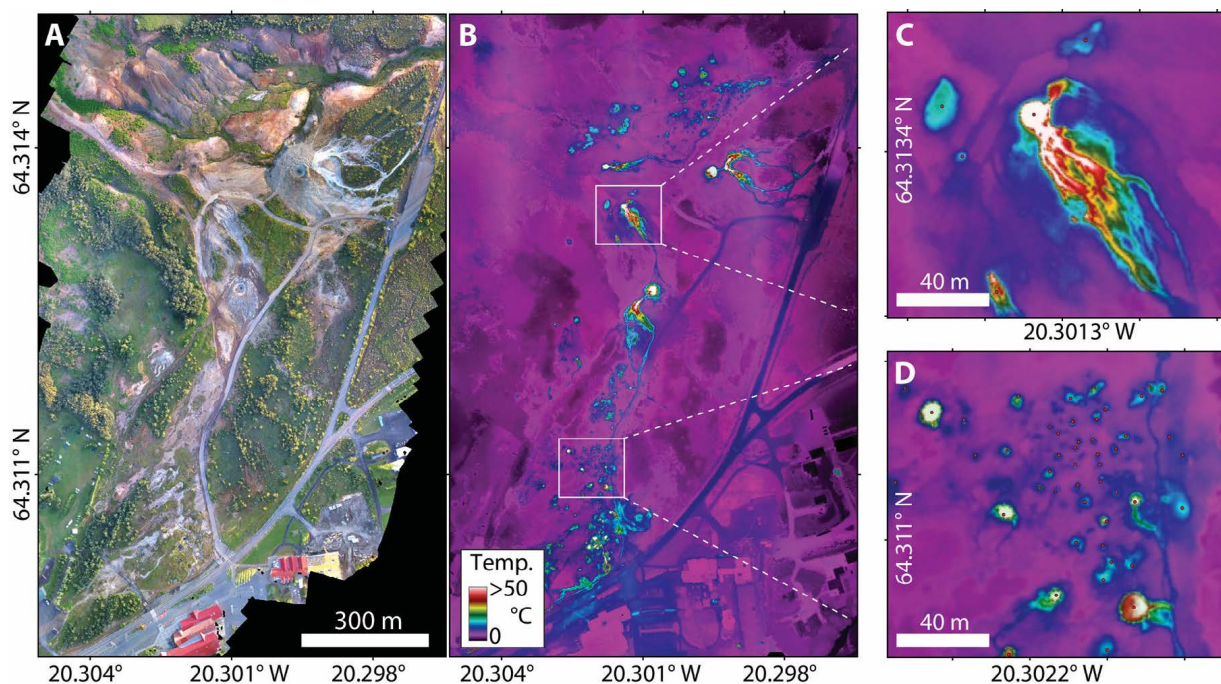 A
B
C
D
64.314° N
64.311° N
20.304°
20.301° W
20.298°
300 m
Temp.
>50
°C
0
20.304°
20.301° W
20.298°
64.3134° N
40 m
20.3013° W
64.311° N
40 m
20.3022° W